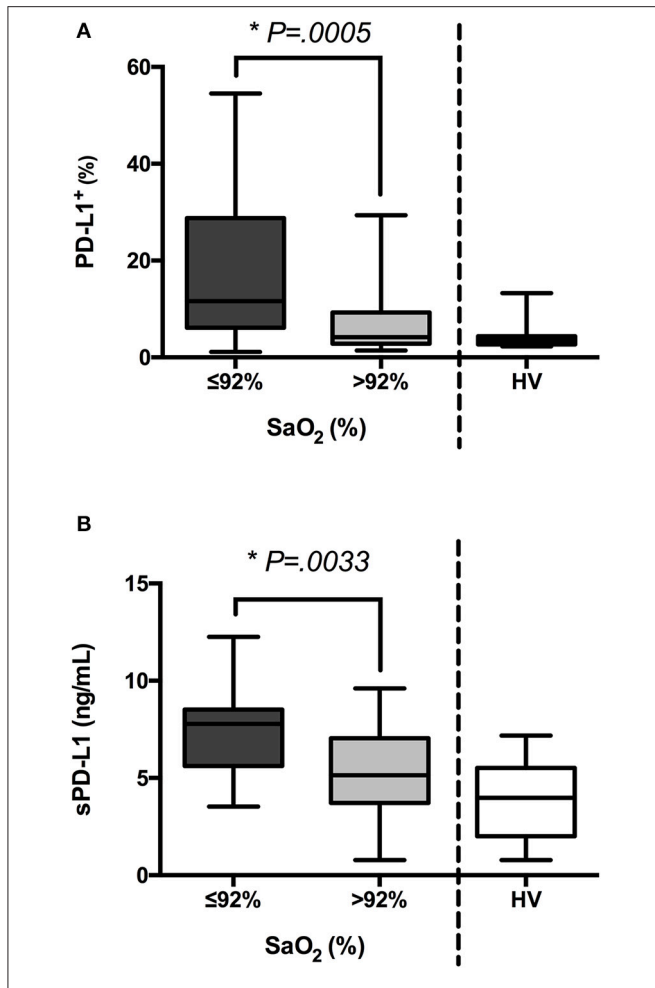 A
* P=.0005
PD-L1⁺ (%)
60
40
20
0
≤92% >92% HV
SaO₂ (%)
B
* P=.0033
sPD-L1 (ng/mL)
15
10
5
0
≤92% >92% HV
SaO₂ (%)